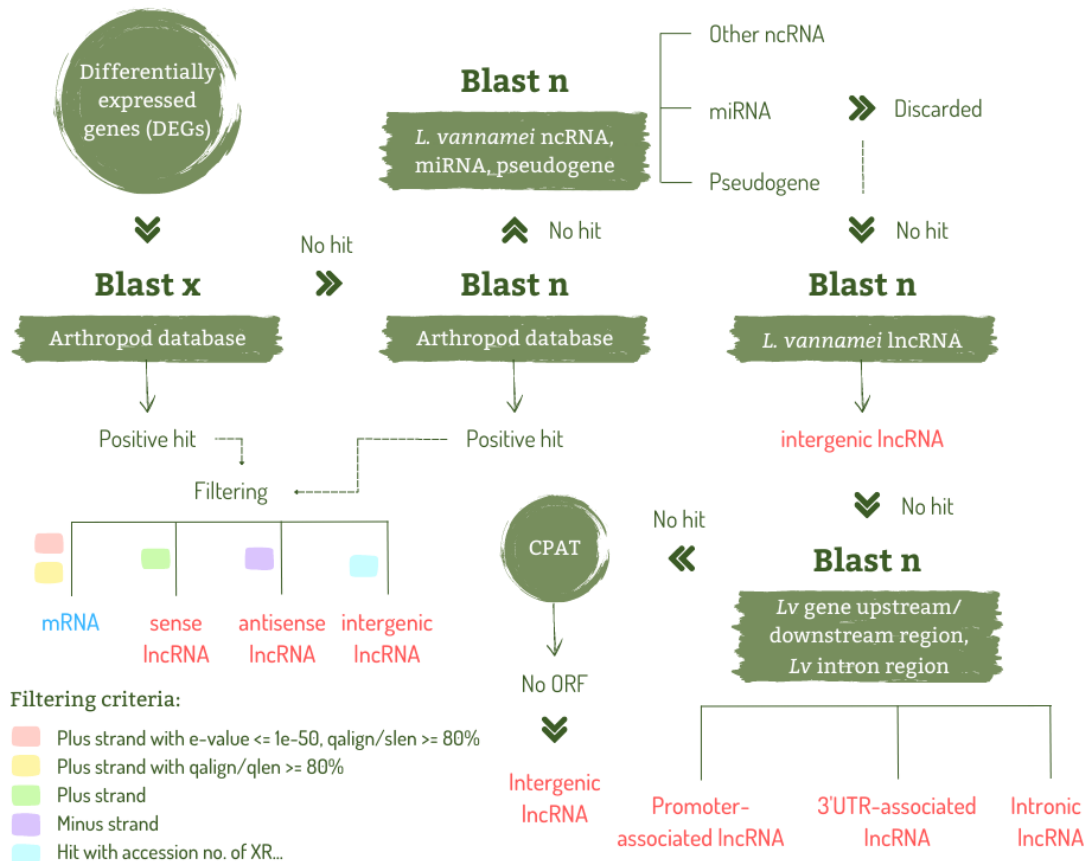 Differentially
expressed
genes (DEGs)
Blast n
L. vannamei ncRNA,
miRNA, pseudogene
Other ncRNA
miRNA
Discarded
Pseudogene
No hit
No hit
No hit
Blast x
Arthropod database
Blast n
Arthropod database
Blast n
L. vannamei lncRNA
Positive hit
Positive hit
intergenic lncRNA
Filtering
No hit
No hit
CPAT
Blast n
Lv gene upstream/
downstream region,
Lv intron region
mRNA
sense
lncRNA
antisense
lncRNA
intergenic
lncRNA
No ORF
Intergenic
lncRNA
Promoter-
associated lncRNA
3'UTR-associated
lncRNA
Intronic
lncRNA
Filtering criteria:
Plus strand with e-value <= 1e-50, qalign/slen >= 80%
Plus strand with qalign/qlen >= 80%
Plus strand
Minus strand
Hit with accession no. of XR...